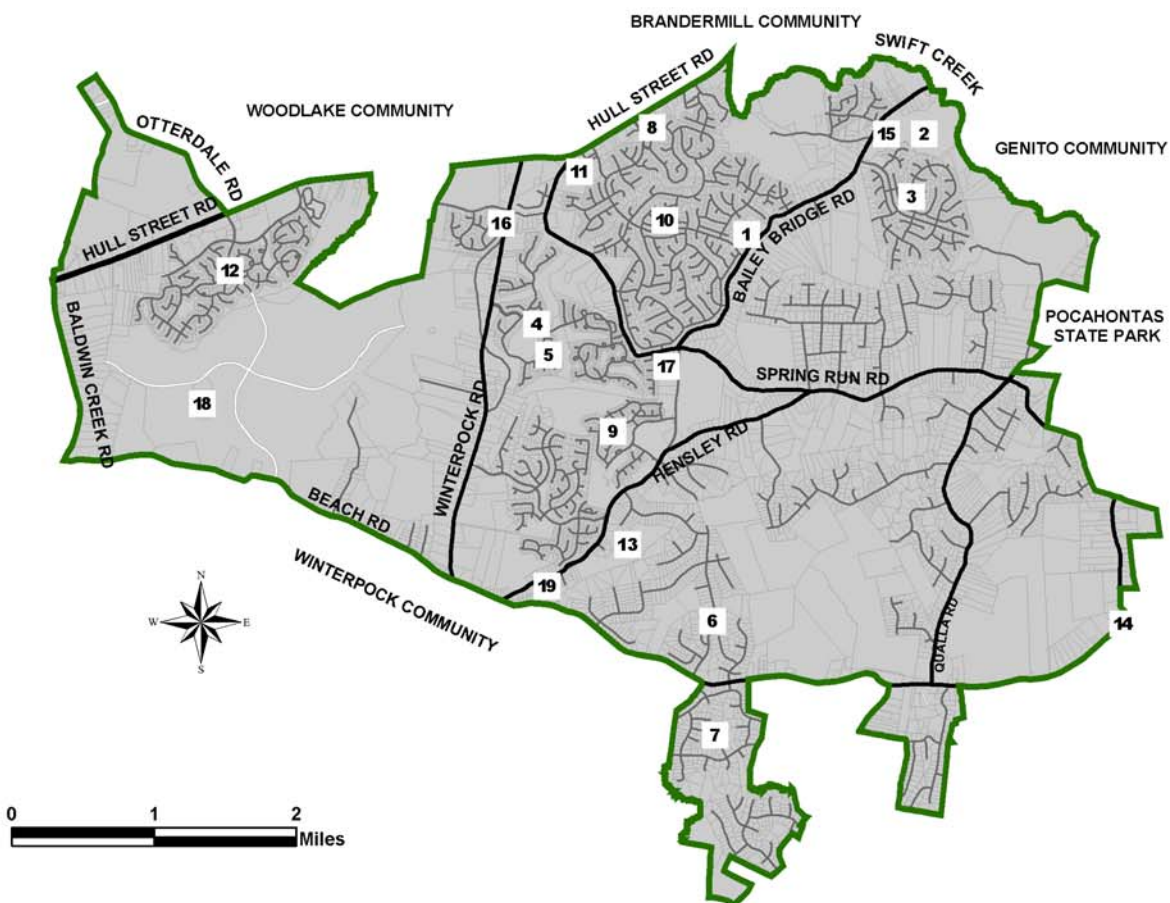 BRANDERMILL COMMUNITY
SWIFT CREEK
HULL STREET RD
WOODLAKE COMMUNITY
OTTERDALE RD
8
15
2
GENITO COMMUNITY
11
3
HULL STREET RD
16
10
1
BAILEY BRIDGE RD
12
BALDWIN CREEK RD
4
5
POCAHONTAS
STATE PARK
17
SPRING RUN RD
18
WINTERPOCK RD
9
HENSLEY RD
BEACH RD
13
WINTERPOCK COMMUNITY
19
N
W
E
S
6
QUALLA RD
14
7
0
1
2
Miles